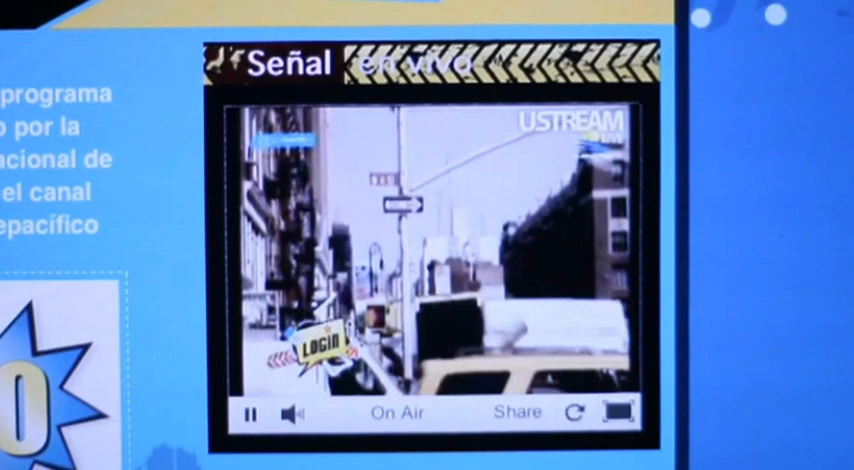 Señal en vivo
programa
o por la
acional de
el canal
epacífico
USTREAM
LOGIN
On Air
Share
O